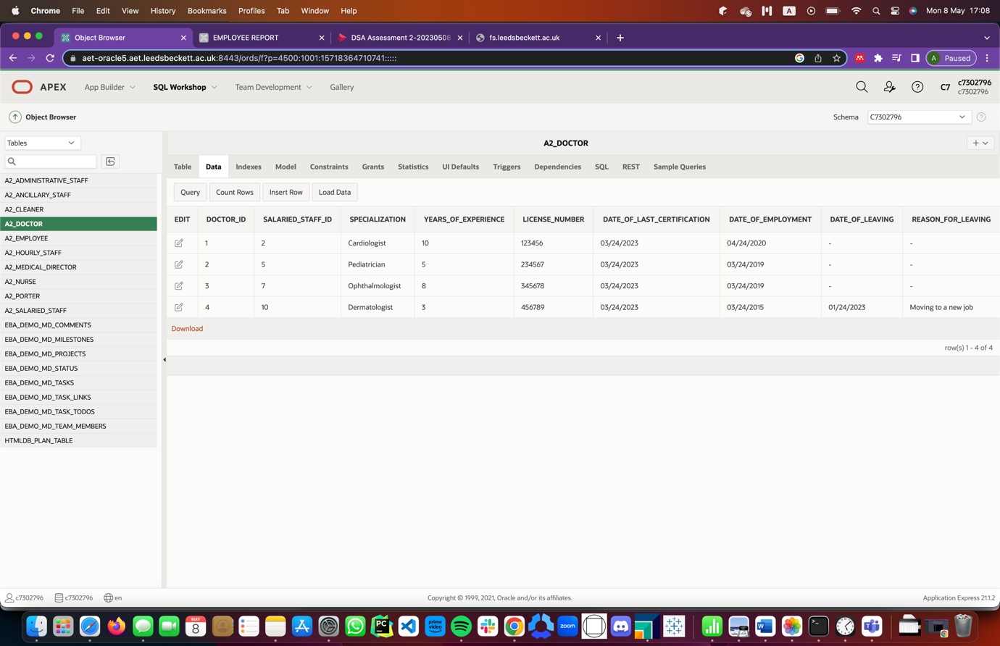 Chrome File Edit View History Bookmarks Profiles Tab Window Help A Mon 8 May 17:08
Object Browser EMPLOYEE REPORT DSA Assessment 2-20230508 fs.leedsbeckett.ac.uk
aet-oracle5.aet.leedsbeckett.ac.uk:8443/ords/f?p=4500:1001:15718364710741::::: A Paused
APEX App Builder SQL Workshop Team Development Gallery C7 c7302796
c7302796
Object Browser Schema C7302796
Tables
A2_DOCTOR
Table Data Indexes Model Constraints Grants Statistics UI Defaults Triggers Dependencies SQL REST Sample Queries
Query Count Rows Insert Row Load Data
EDIT DOCTOR_ID SALARIED_STAFF_ID SPECIALIZATION YEARS_OF_EXPERIENCE LICENSE_NUMBER DATE_OF_LAST_CERTIFICATION DATE_OF_EMPLOYMENT DATE_OF_LEAVING REASON_FOR_LEAVING
1 2 Cardiologist 10 123456 03/24/2023 04/24/2020 - -
2 5 Pediatrician 5 234567 03/24/2023 03/24/2019 - -
3 7 Ophthalmologist 8 345678 03/24/2023 03/24/2019 - -
4 10 Dermatologist 3 456789 03/24/2023 03/24/2015 01/24/2023 Moving to a new job
Download
row(s) 1 - 4 of 4
A2_ADMINISTRATIVE_STAFF
A2_ANCILLARY_STAFF
A2_CLEANER
A2_DOCTOR
A2_EMPLOYEE
A2_HOURLY_STAFF
A2_MEDICAL_DIRECTOR
A2_NURSE
A2_PORTER
A2_SALARIED_STAFF
EBA_DEMO_MD_COMMENTS
EBA_DEMO_MD_MILESTONES
EBA_DEMO_MD_PROJECTS
EBA_DEMO_MD_STATUS
EBA_DEMO_MD_TASKS
EBA_DEMO_MD_TASK_LINKS
EBA_DEMO_MD_TASK_TODOS
EBA_DEMO_MD_TEAM_MEMBERS
HTMLDB_PLAN_TABLE
c7302796 c7302796 en Copyright © 1999, 2021, Oracle and/or its affiliates. Application Express 21.1.2
MAY
8
PC
prime video
zoom
W